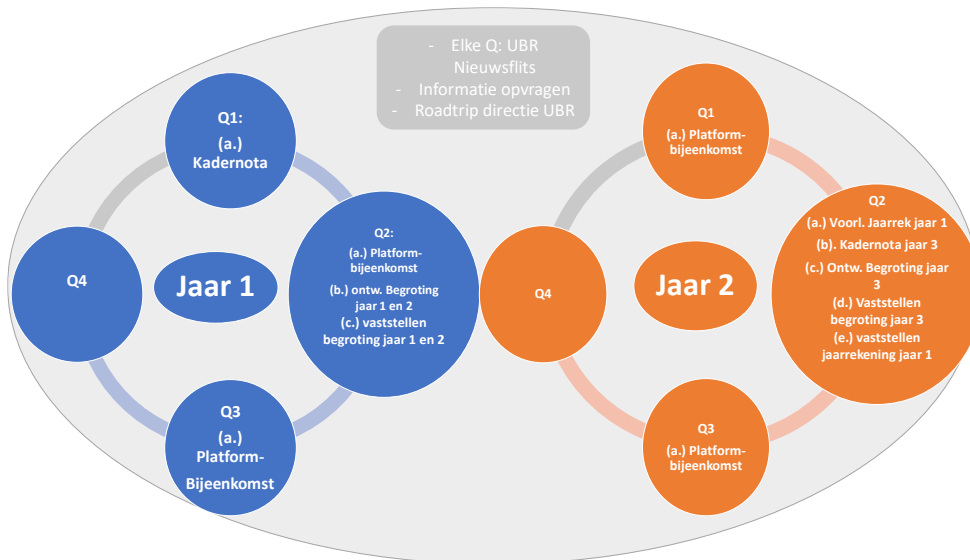 - Elke Q: UBR
Nieuwsflits
- Informatie opvragen
- Roadtrip directie UBR
Q1:
(a.)
Kadernota
Q2:
(a.) Platform-
bijeenkomst
(b.) ontw. Begroting
jaar 1 en 2
(c.) vaststellen
begroting jaar 1 en 2
Q3
(a.)
Platform-
Bijeenkomst
Q4
Jaar 1
Q1
(a.) Platform-
bijeenkomst
Q2
(a.) Voorl. Jaarrek jaar 1
(b). Kadernota jaar 3
(c.) Ontw. Begroting jaar
3
(d.) Vaststellen
begroting jaar 3
(e.) vaststellen
jaarrekening jaar 1
Q3
(a.) Platform-
bijeenkomst
Q4
Jaar 2